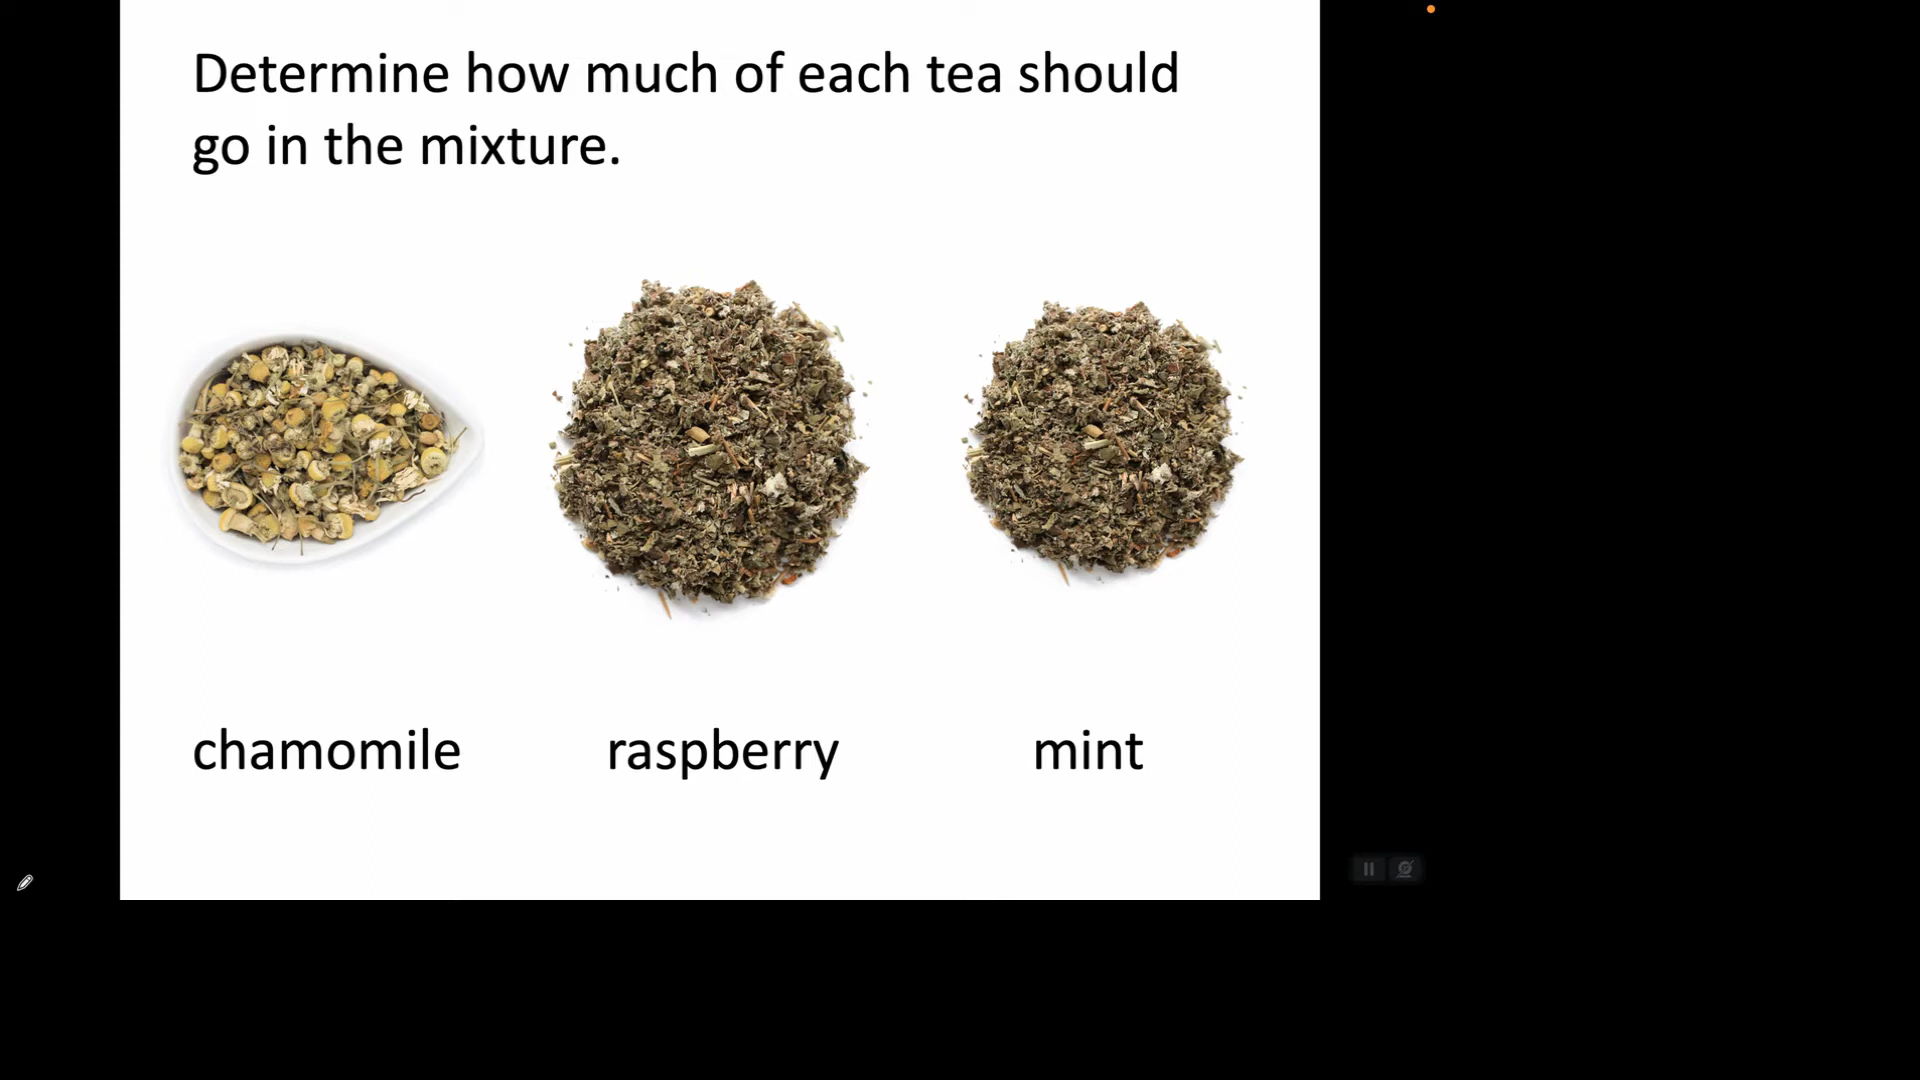 Determine how much of each tea should
go in the mixture.
chamomile
raspberry
mint